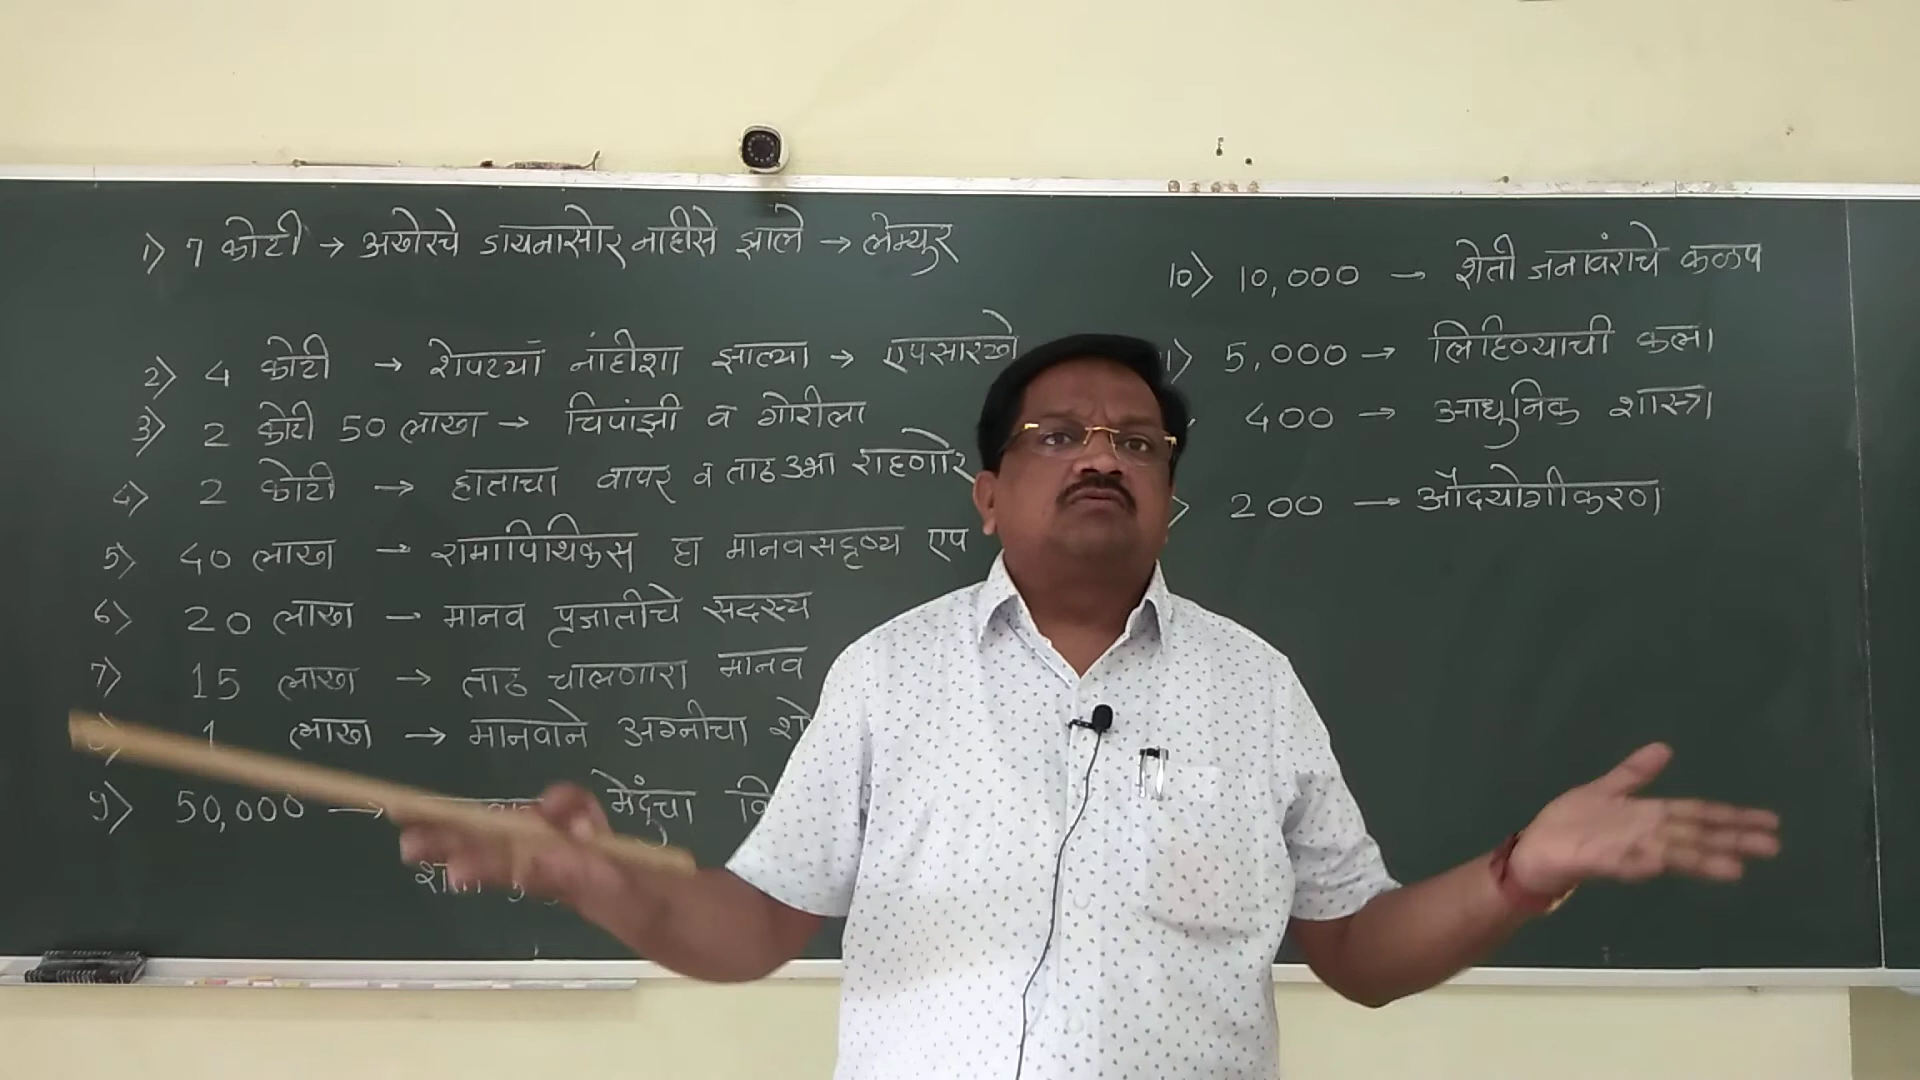 1) 7 कोटी → अखेरचे डायनासोर नाहीसे झाले → लेम्युर
2) 4 कोटी → शेपट्या नाहीशा झाल्या → एपसारखे
3) 2 कोटी 50 लाख → चिपांझी व गोरीला
4) 2 कोटी → हाताचा वापर व ताठ उभा राहणारे
5) 40 लाख → रामापिथिकस हा मानवसदृष्य एप
6) 20 लाख → मानव प्रजातीचे सदस्य
7) 15 लाख → ताठ चालणारा मानव
1 लाख → मानवाने अग्नीचा
9) 50,000 → मेंदूचा
10) 10,000 → शेती जनावंराचे कळप
5,000 → लिहिण्याची कला
400 → आधुनिक शास्त्र
200 → औदयोगीकरण